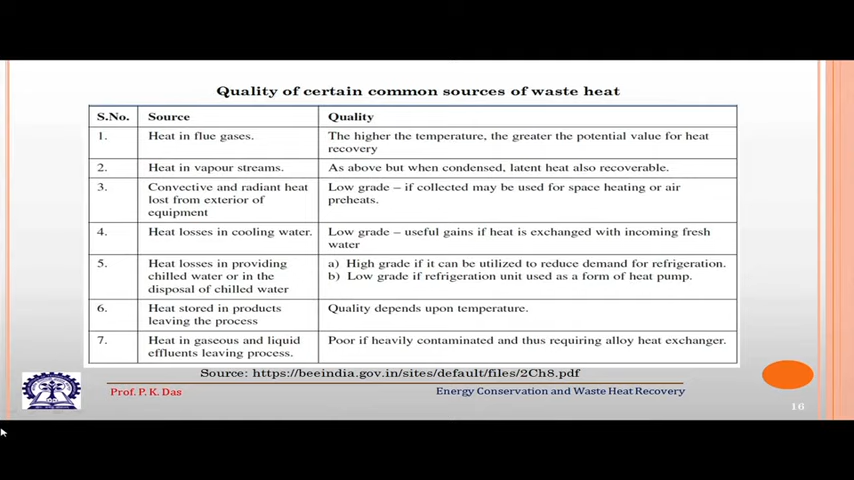 Quality of certain common sources of waste heat
S.No. Source Quality
1. Heat in flue gases. The higher the temperature, the greater the potential value for heat
recovery
2. Heat in vapour streams. As above but when condensed, latent heat also recoverable.
3. Convective and radiant heat Low grade – if collected may be used for space heating or air
lost from exterior of preheats.
equipment
4. Heat losses in cooling water. Low grade – useful gains if heat is exchanged with incoming fresh
water
5. Heat losses in providing a) High grade if it can be utilized to reduce demand for refrigeration.
chilled water or in the b) Low grade if refrigeration unit used as a form of heat pump.
disposal of chilled water
6. Heat stored in products Quality depends upon temperature.
leaving the process
7. Heat in gaseous and liquid Poor if heavily contaminated and thus requiring alloy heat exchanger.
effluents leaving process.
Source: https://beeindia.gov.in/sites/default/files/2Ch8.pdf
Prof. P. K. Das Energy Conservation and Waste Heat Recovery
16